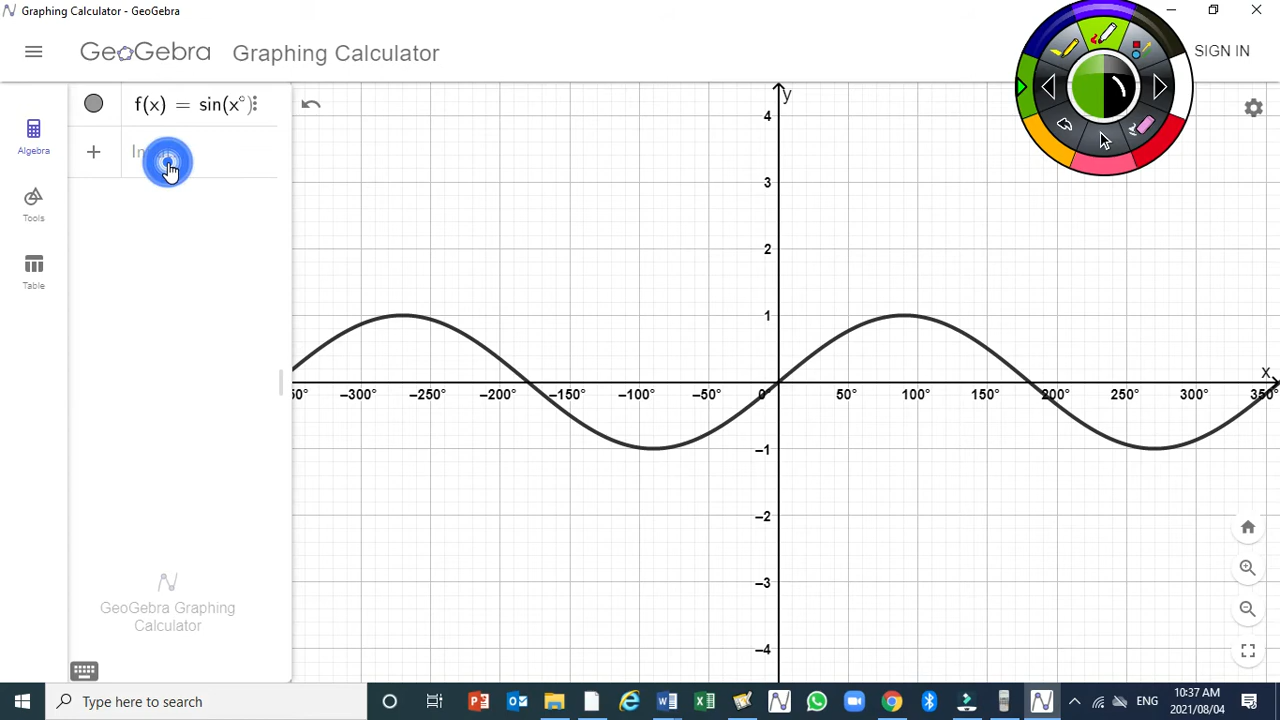 Graphing Calculator - GeoGebra
GeoGebra
Graphing Calculator
SIGN IN
f(x) = sin(x°)
Algebra
Tools
Table
y
4
3
2
1
x
–300°
–250°
–200°
–150°
–100°
–50°
0
50°
100°
150°
200°
250°
300°
350°
–1
–2
–3
–4
GeoGebra Graphing
Calculator
Type here to search
ENG
10:37 AM
2021/08/04